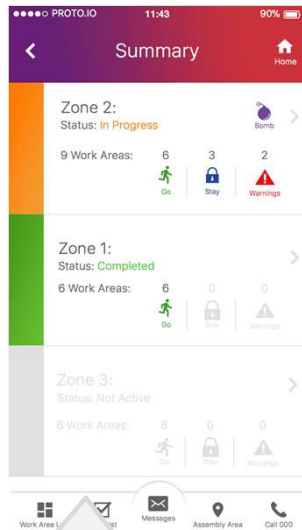 PROTO.IO 11:43 90%
Summary
Home
Zone 2:
Status: In Progress
Bomb
9 Work Areas: 6 3 2
Go Stay Warnings
Zone 1:
Status: Completed
6 Work Areas: 6 0 0
Go Stay Warnings
Zone 3:
Status: Not Active
6 Work Areas: 0 0 0
Go Stay Warnings
Work Area Messages Assembly Area Call 000